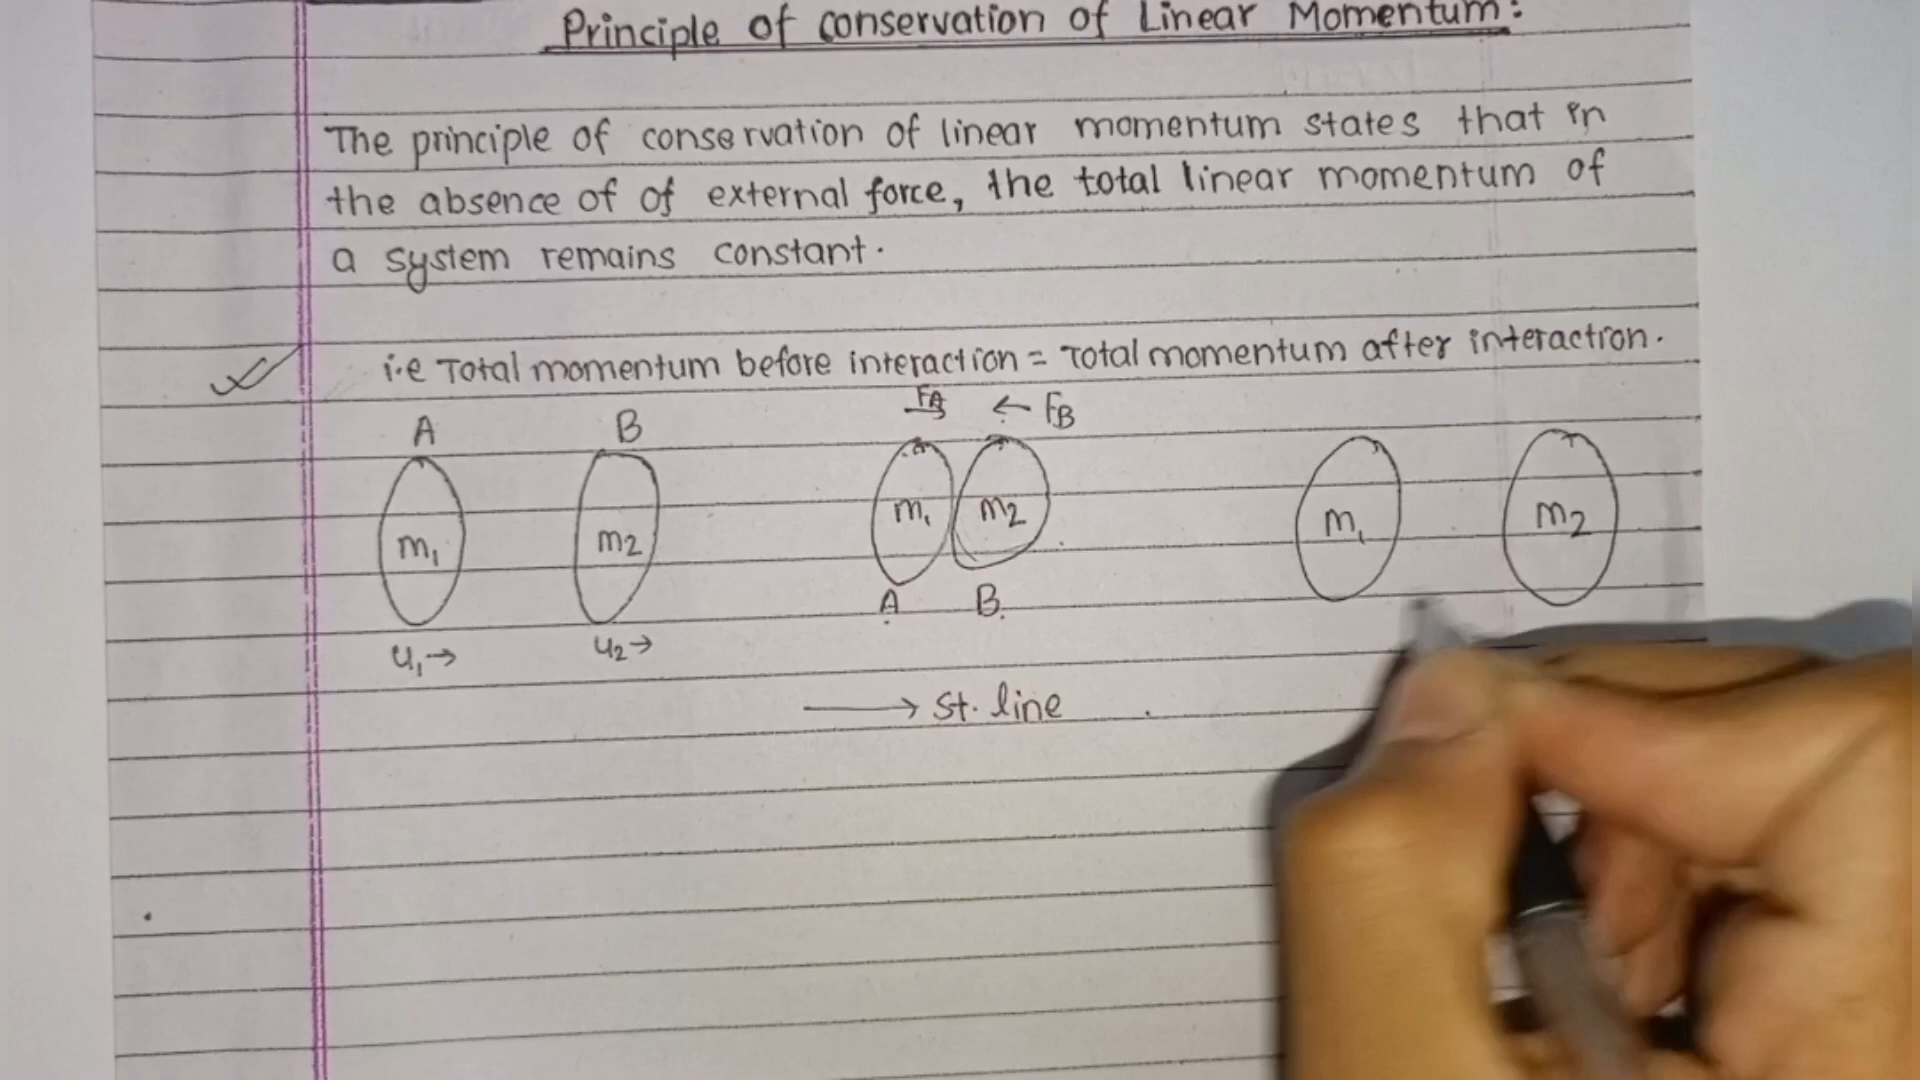 Principle of conservation of Linear Momentum:
The principle of conservation of linear momentum states that in
the absence of of external force, the total linear momentum of
a system remains constant.
i.e Total momentum before interaction = Total momentum after interaction.
A B FA → ← FB
m₁ m₂ m₁ m₂ m₁ m₂
A B
u₁→ u₂→
→ St. line